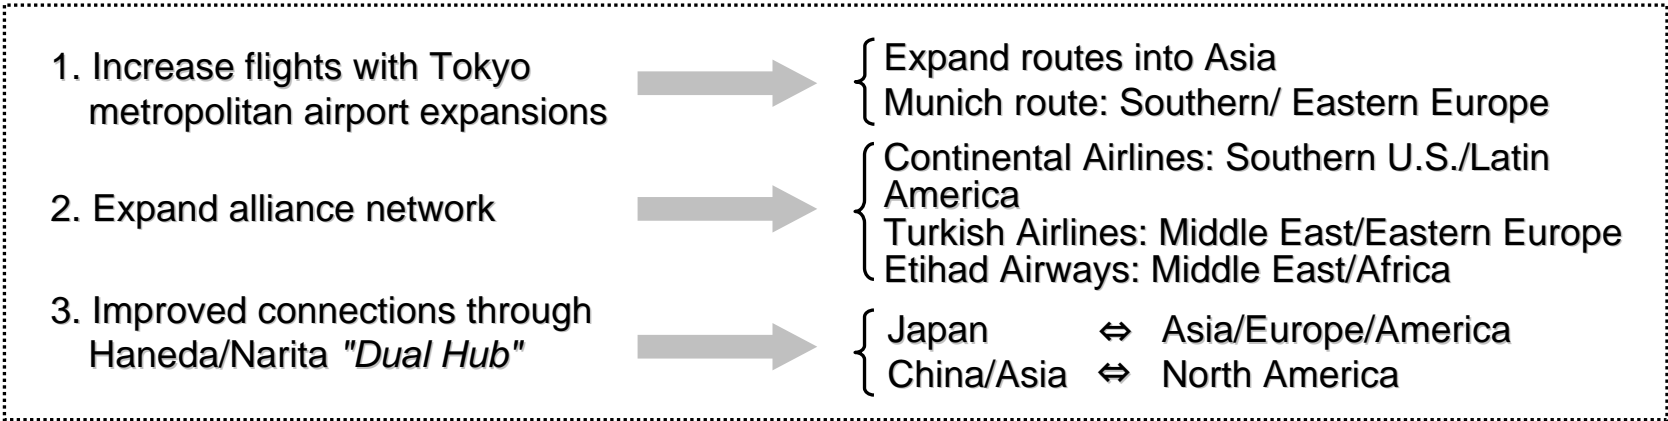 1. Increase flights with Tokyo
metropolitan airport expansions
Expand routes into Asia
Munich route: Southern/ Eastern Europe
2. Expand alliance network
Continental Airlines: Southern U.S./Latin
America
Turkish Airlines: Middle East/Eastern Europe
Etihad Airways: Middle East/Africa
3. Improved connections through
Haneda/Narita "Dual Hub"
Japan ⇔ Asia/Europe/America
China/Asia ⇔ North America